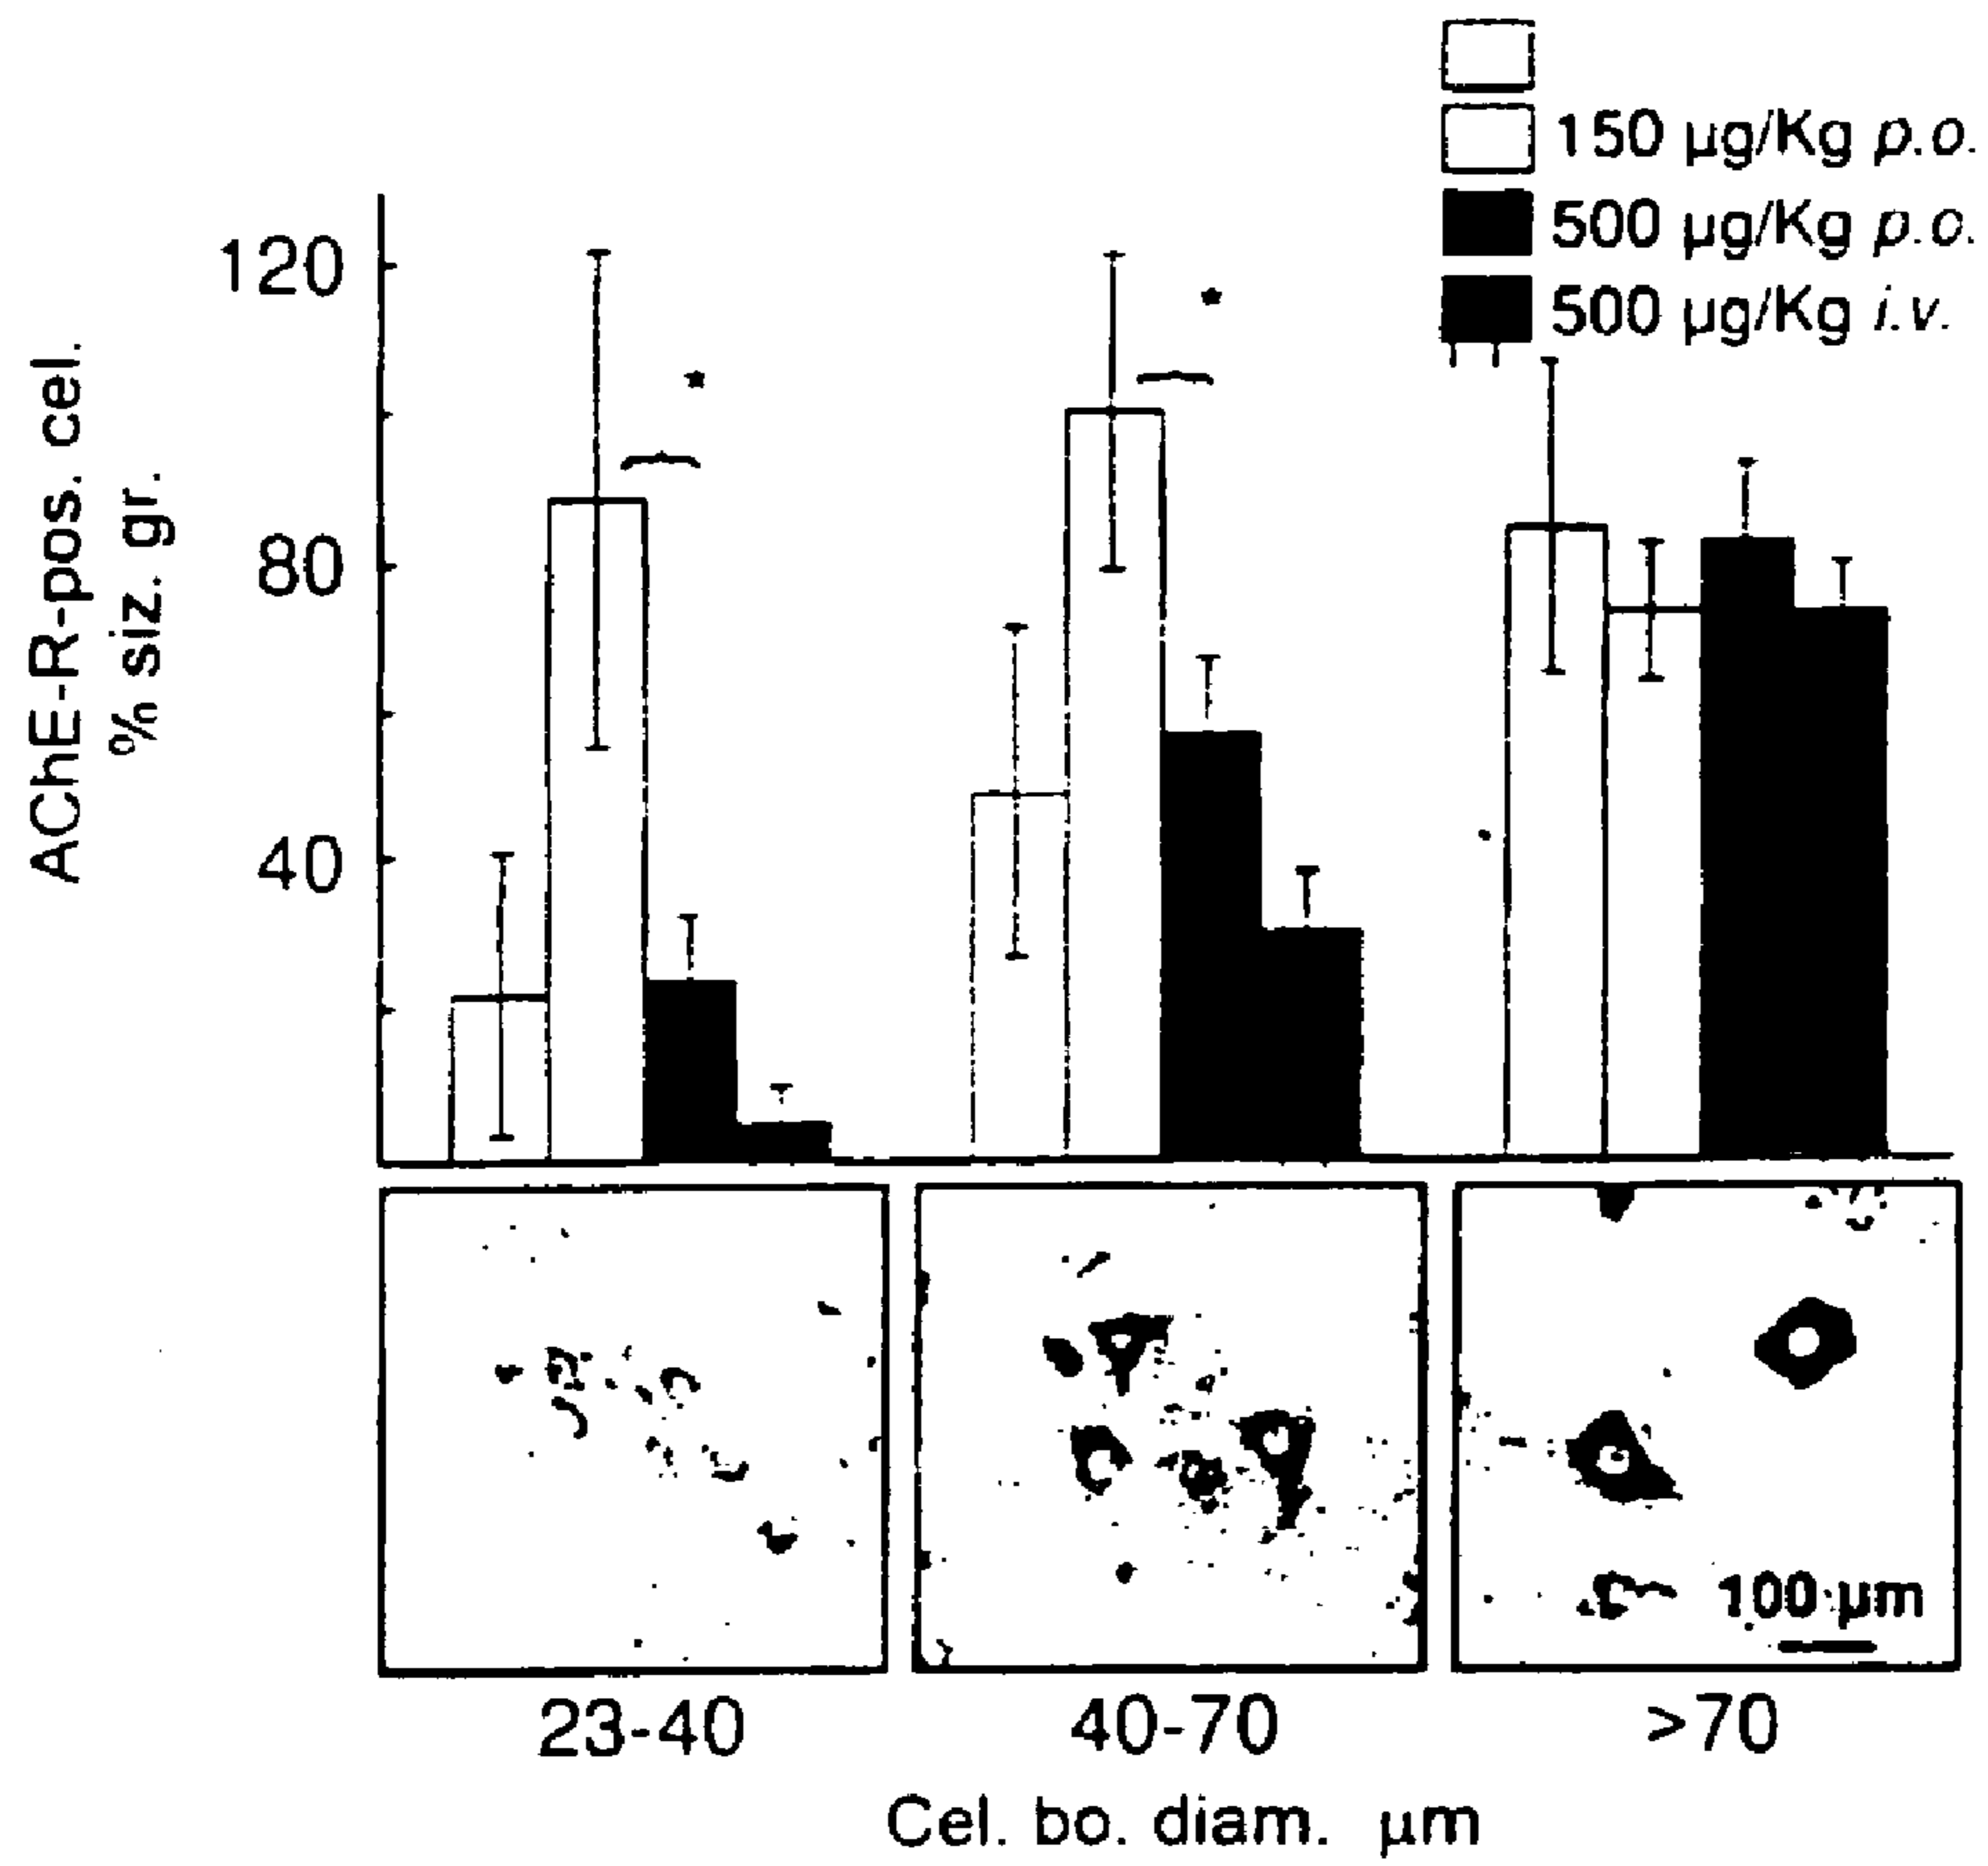 150 µg/Kg p.o.
500 µg/Kg p.o.
500 µg/Kg i.v.
AChE-R-pos. cel.
% siz. gr.
120
80
40
*
*
100 µm
23-40
40-70
>70
Cel. bo. diam. µm